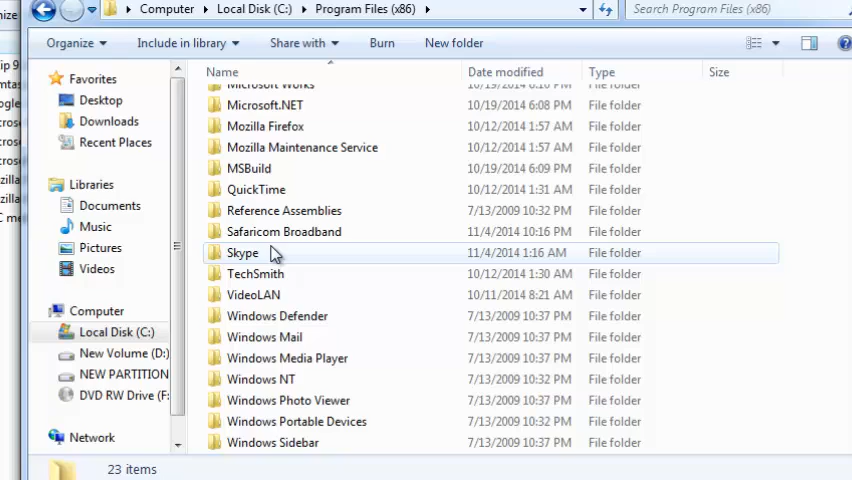 Computer Local Disk (C:) Program Files (x86) Search Program Files (x86)
Organize Include in library Share with Burn New folder
Name Date modified Type Size
Microsoft Works 10/19/2014 6:10 PM File folder
Microsoft.NET 10/19/2014 6:08 PM File folder
Mozilla Firefox 10/12/2014 1:57 AM File folder
Mozilla Maintenance Service 10/12/2014 1:57 AM File folder
MSBuild 10/19/2014 6:09 PM File folder
QuickTime 10/12/2014 1:31 AM File folder
Reference Assemblies 7/13/2009 10:32 PM File folder
Safaricom Broadband 11/4/2014 10:16 PM File folder
Skype 11/4/2014 1:16 AM File folder
TechSmith 10/12/2014 1:30 AM File folder
VideoLAN 10/11/2014 8:21 AM File folder
Windows Defender 7/13/2009 10:37 PM File folder
Windows Mail 7/13/2009 10:37 PM File folder
Windows Media Player 7/13/2009 10:37 PM File folder
Windows NT 7/13/2009 10:32 PM File folder
Windows Photo Viewer 7/13/2009 10:37 PM File folder
Windows Portable Devices 7/13/2009 10:32 PM File folder
Windows Sidebar 7/13/2009 10:37 PM File folder
Favorites
Desktop
Downloads
Recent Places
Libraries
Documents
Music
Pictures
Videos
Computer
Local Disk (C:)
New Volume (D:)
NEW PARTITION
DVD RW Drive (F:
Network
23 items